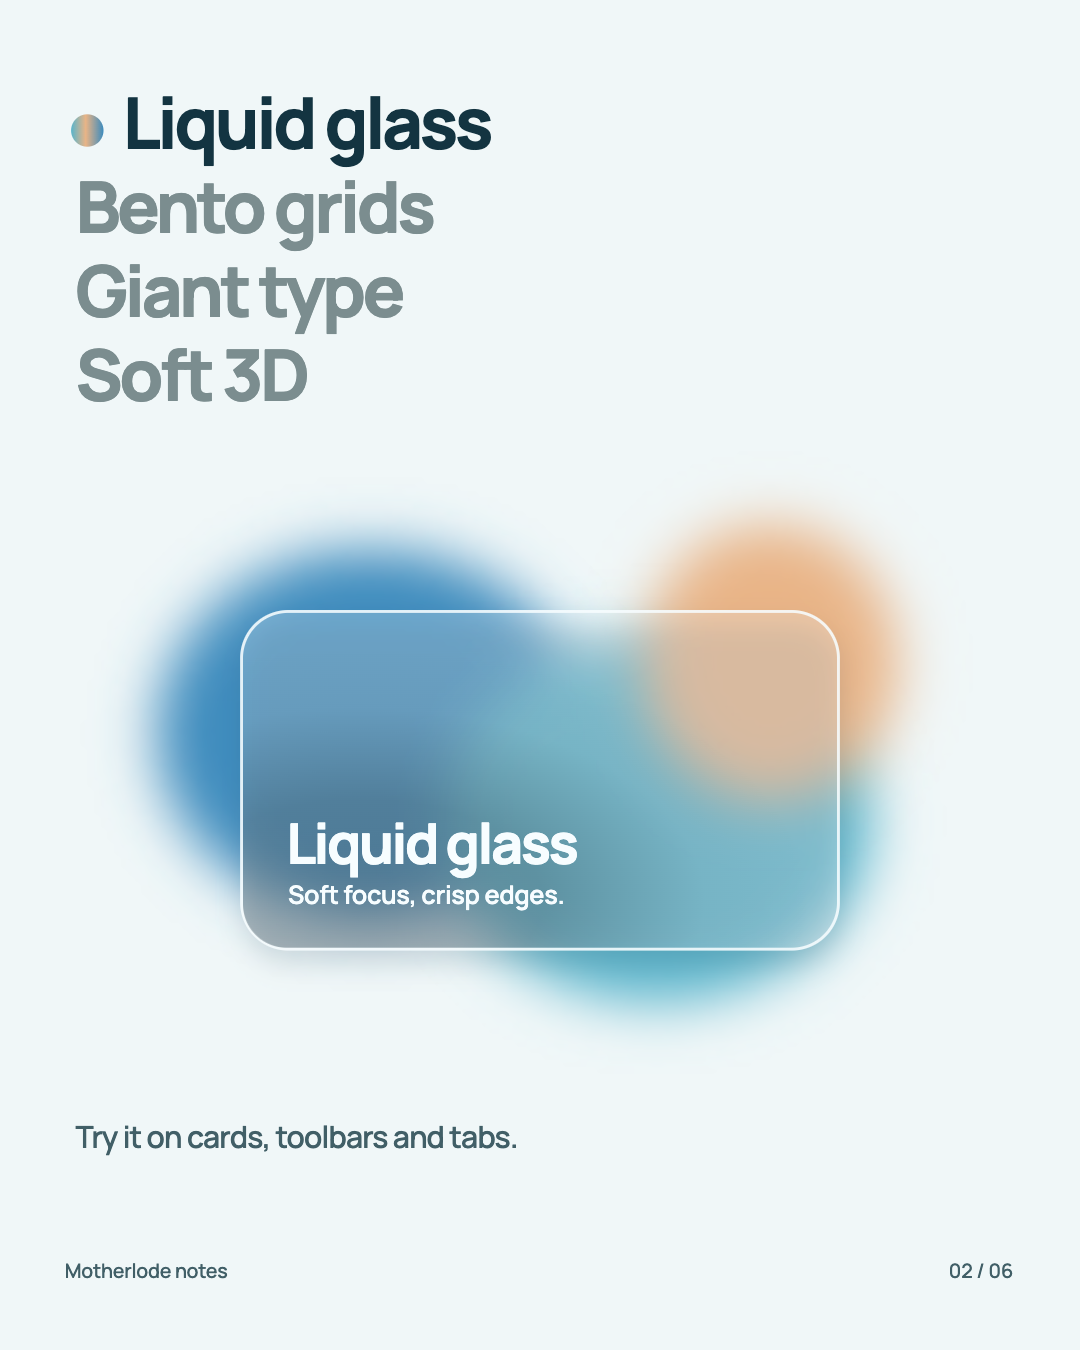 Liquid glass
Bento grids
Giant type
Soft 3D
Liquid glass
Soft focus, crisp edges.
Try it on cards, toolbars and tabs.
Motherlode notes
02 / 06